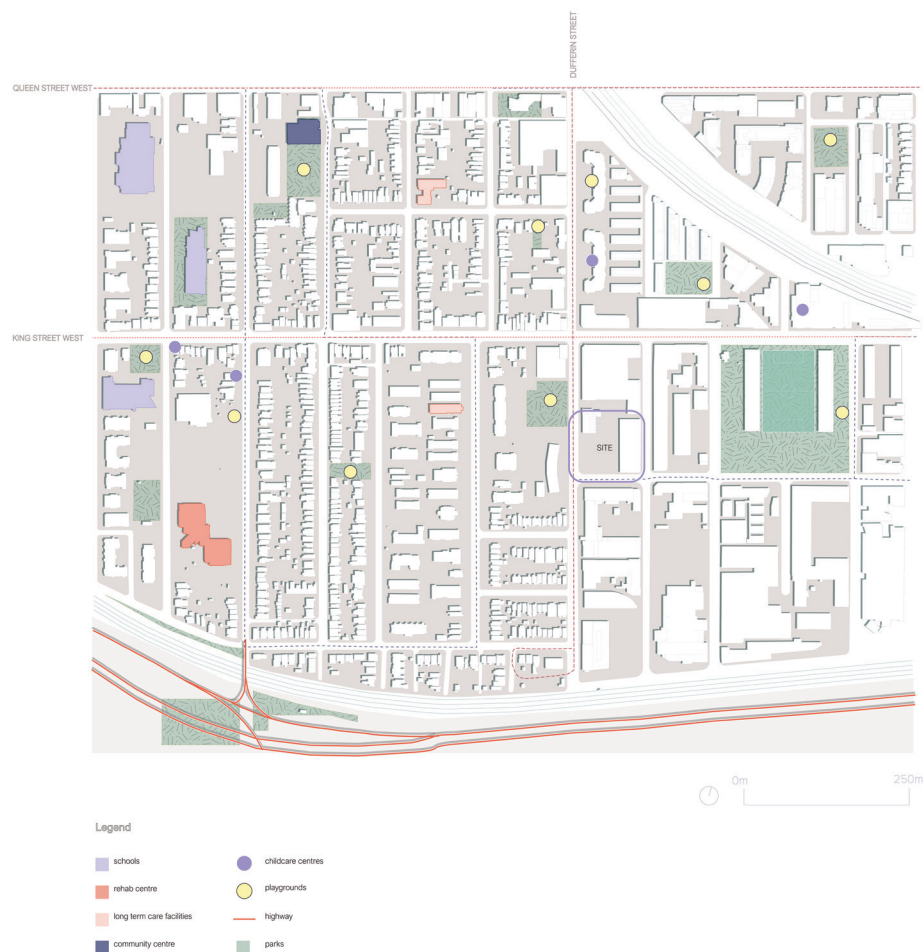 DUFFERIN STREET
QUEEN STREET WEST
KING STREET WEST
SITE
0m
250m
Legend
schools
childcare centres
rehab centre
playgrounds
long term care facilities
highway
community centre
parks